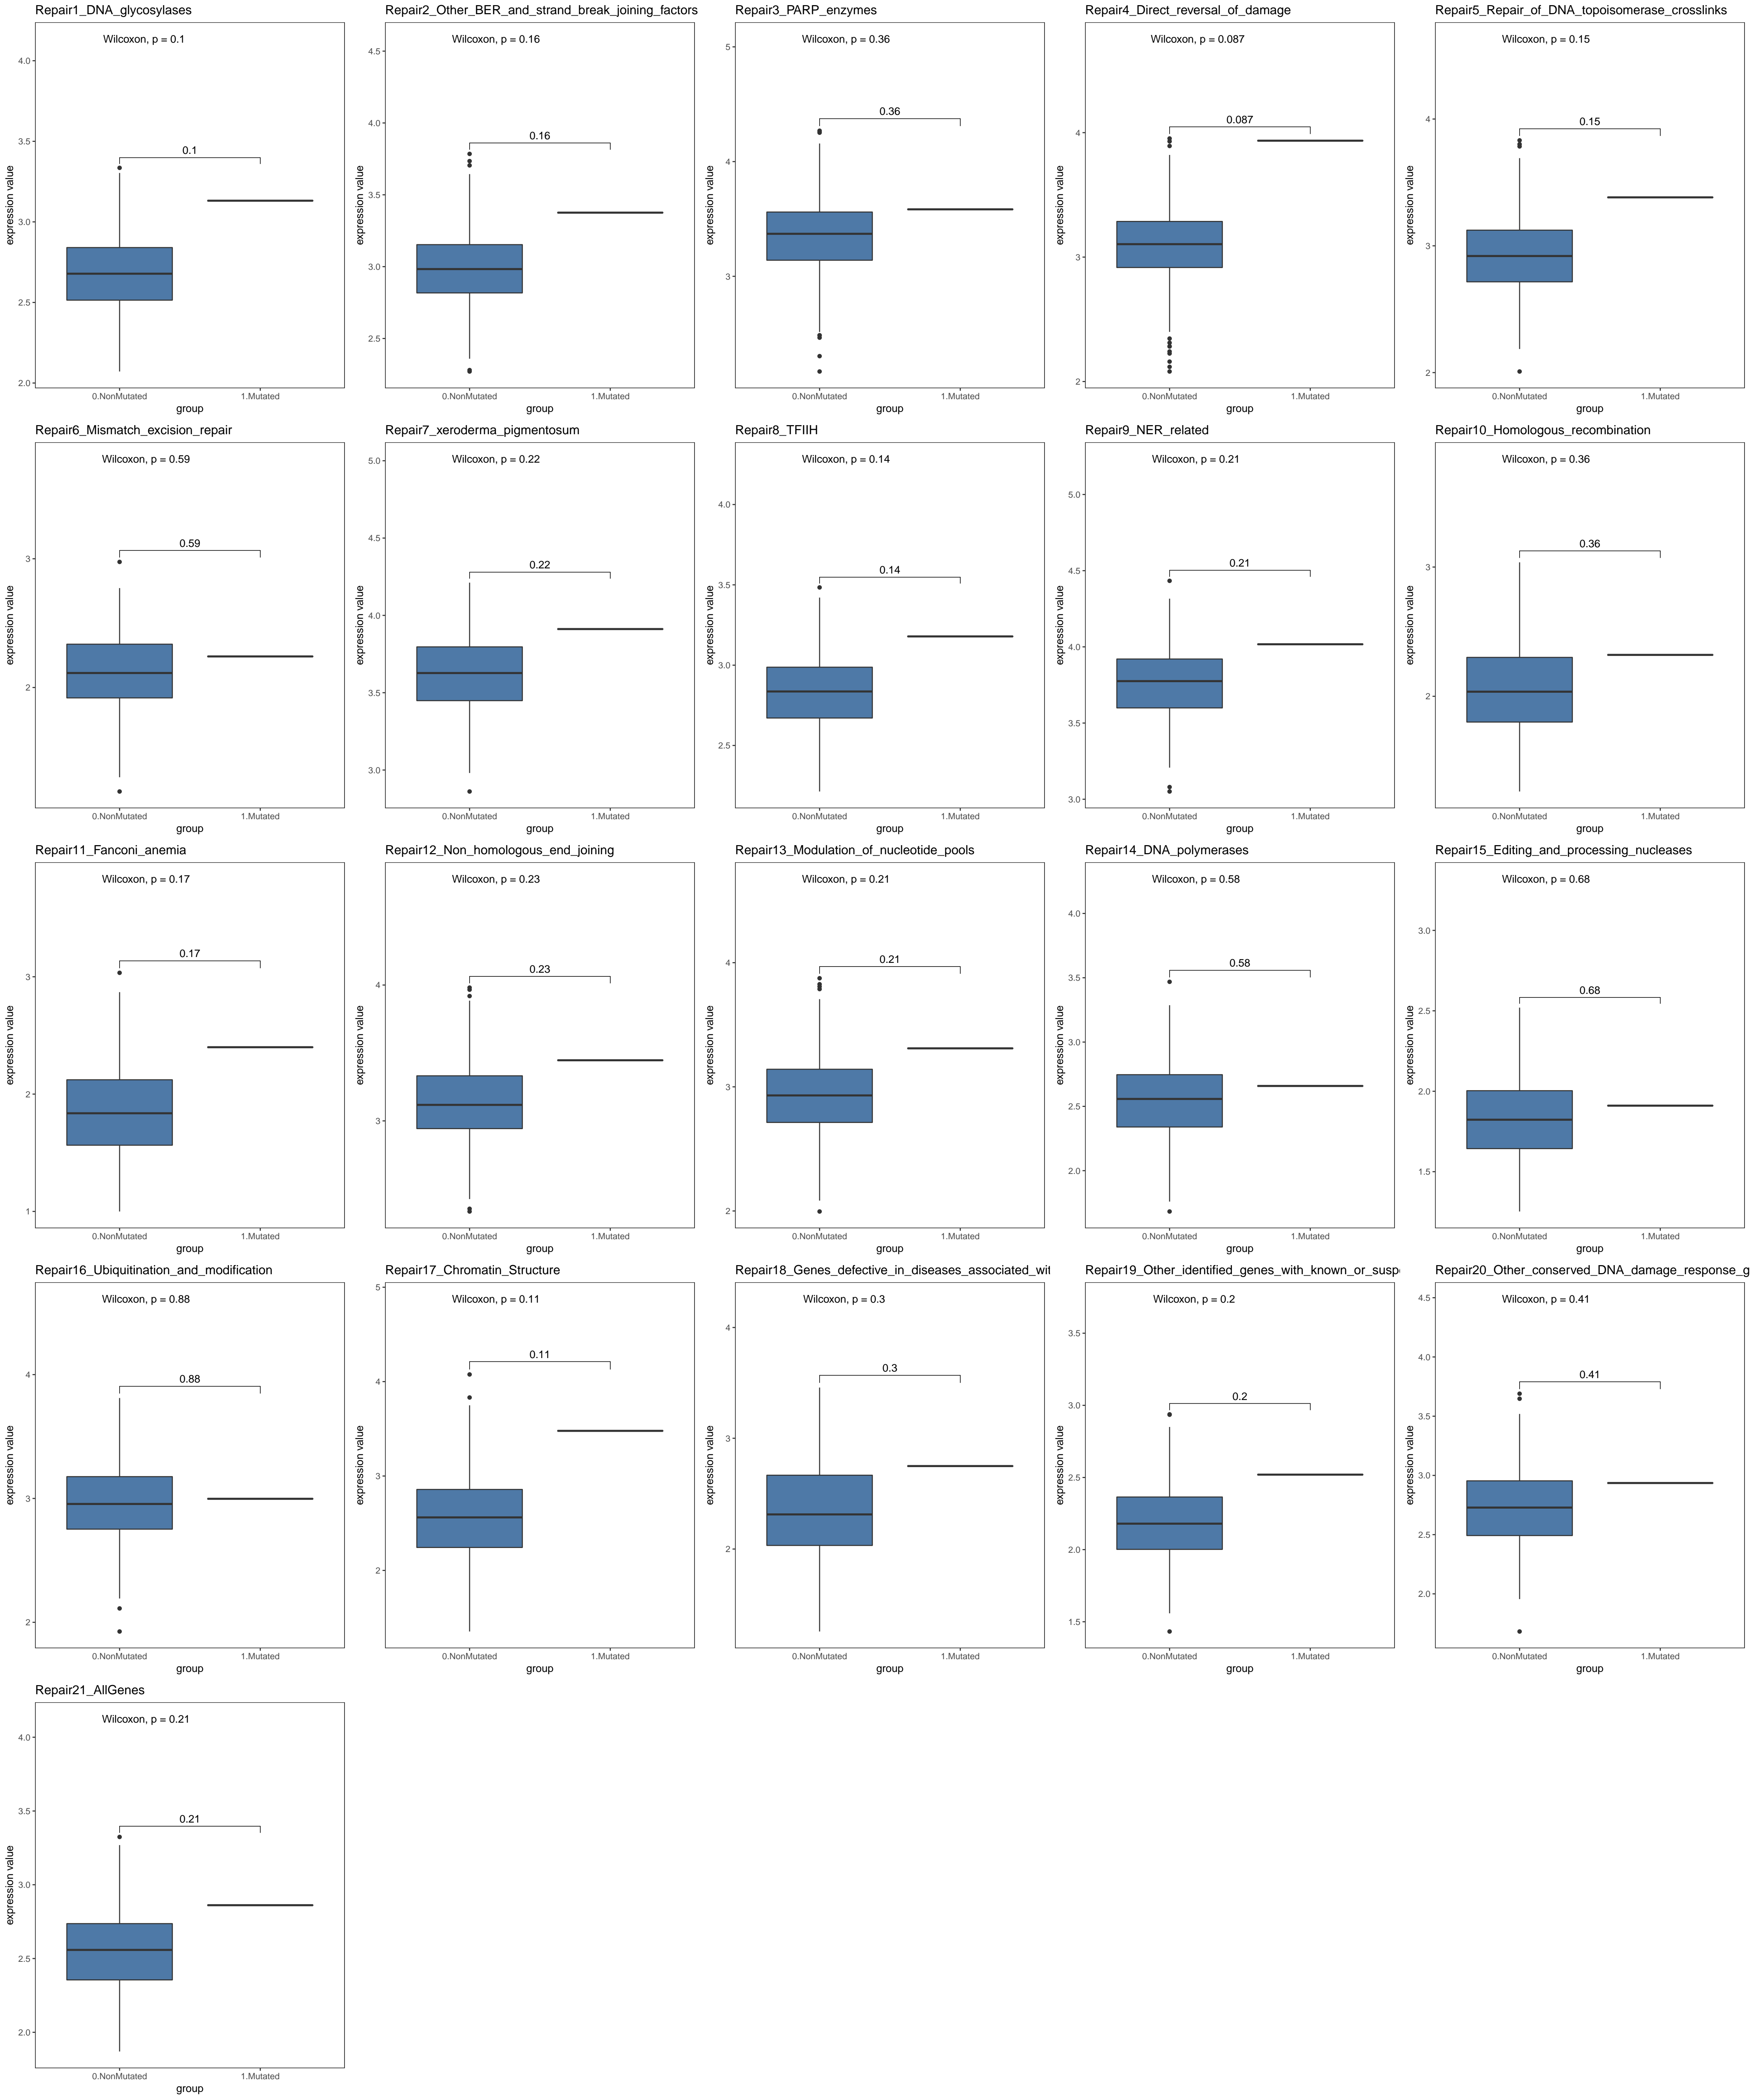 Repair1_DNA_glycosylases
Wilcoxon, p = 0.1
4.0
3.5
3.0
2.5
2.0
0.1
expression value
0.NonMutated
1.Mutated
group
Repair2_Other_BER_and_strand_break_joining_factors
Wilcoxon, p = 0.16
4.5
4.0
3.5
3.0
2.5
0.16
expression value
0.NonMutated
1.Mutated
group
Repair3_PARP_enzymes
Wilcoxon, p = 0.36
5
4
3
0.36
expression value
0.NonMutated
1.Mutated
group
Repair4_Direct_reversal_of_damage
Wilcoxon, p = 0.087
4
3
2
0.087
expression value
0.NonMutated
1.Mutated
group
Repair5_Repair_of_DNA_topoisomerase_crosslinks
Wilcoxon, p = 0.15
4
3
2
0.15
expression value
0.NonMutated
1.Mutated
group
Repair6_Mismatch_excision_repair
Wilcoxon, p = 0.59
3
2
0.59
expression value
0.NonMutated
1.Mutated
group
Repair7_xeroderma_pigmentosum
Wilcoxon, p = 0.22
5.0
4.5
4.0
3.5
3.0
0.22
expression value
0.NonMutated
1.Mutated
group
Repair8_TFIIH
Wilcoxon, p = 0.14
4.0
3.5
3.0
2.5
0.14
expression value
0.NonMutated
1.Mutated
group
Repair9_NER_related
Wilcoxon, p = 0.21
5.0
4.5
4.0
3.5
3.0
0.21
expression value
0.NonMutated
1.Mutated
group
Repair10_Homologous_recombination
Wilcoxon, p = 0.36
3
2
0.36
expression value
0.NonMutated
1.Mutated
group
Repair11_Fanconi_anemia
Wilcoxon, p = 0.17
3
2
1
0.17
expression value
0.NonMutated
1.Mutated
group
Repair12_Non_homologous_end_joining
Wilcoxon, p = 0.23
4
3
0.23
expression value
0.NonMutated
1.Mutated
group
Repair13_Modulation_of_nucleotide_pools
Wilcoxon, p = 0.21
4
3
2
0.21
expression value
0.NonMutated
1.Mutated
group
Repair14_DNA_polymerases
Wilcoxon, p = 0.58
4.0
3.5
3.0
2.5
2.0
0.58
expression value
0.NonMutated
1.Mutated
group
Repair15_Editing_and_processing_nucleases
Wilcoxon, p = 0.68
3.0
2.5
2.0
1.5
0.68
expression value
0.NonMutated
1.Mutated
group
Repair16_Ubiquitination_and_modification
Wilcoxon, p = 0.88
4
3
2
0.88
expression value
0.NonMutated
1.Mutated
group
Repair17_Chromatin_Structure
Wilcoxon, p = 0.11
5
4
3
2
0.11
expression value
0.NonMutated
1.Mutated
group
Repair18_Genes_defective_in_diseases_associated_wit
Wilcoxon, p = 0.3
4
3
2
0.3
expression value
0.NonMutated
1.Mutated
group
Repair19_Other_identified_genes_with_known_or_susp
Wilcoxon, p = 0.2
3.5
3.0
2.5
2.0
1.5
0.2
expression value
0.NonMutated
1.Mutated
group
Repair20_Other_conserved_DNA_damage_response_g
Wilcoxon, p = 0.41
4.5
4.0
3.5
3.0
2.5
2.0
0.41
expression value
0.NonMutated
1.Mutated
group
Repair21_AllGenes
Wilcoxon, p = 0.21
4.0
3.5
3.0
2.5
2.0
0.21
expression value
0.NonMutated
1.Mutated
group